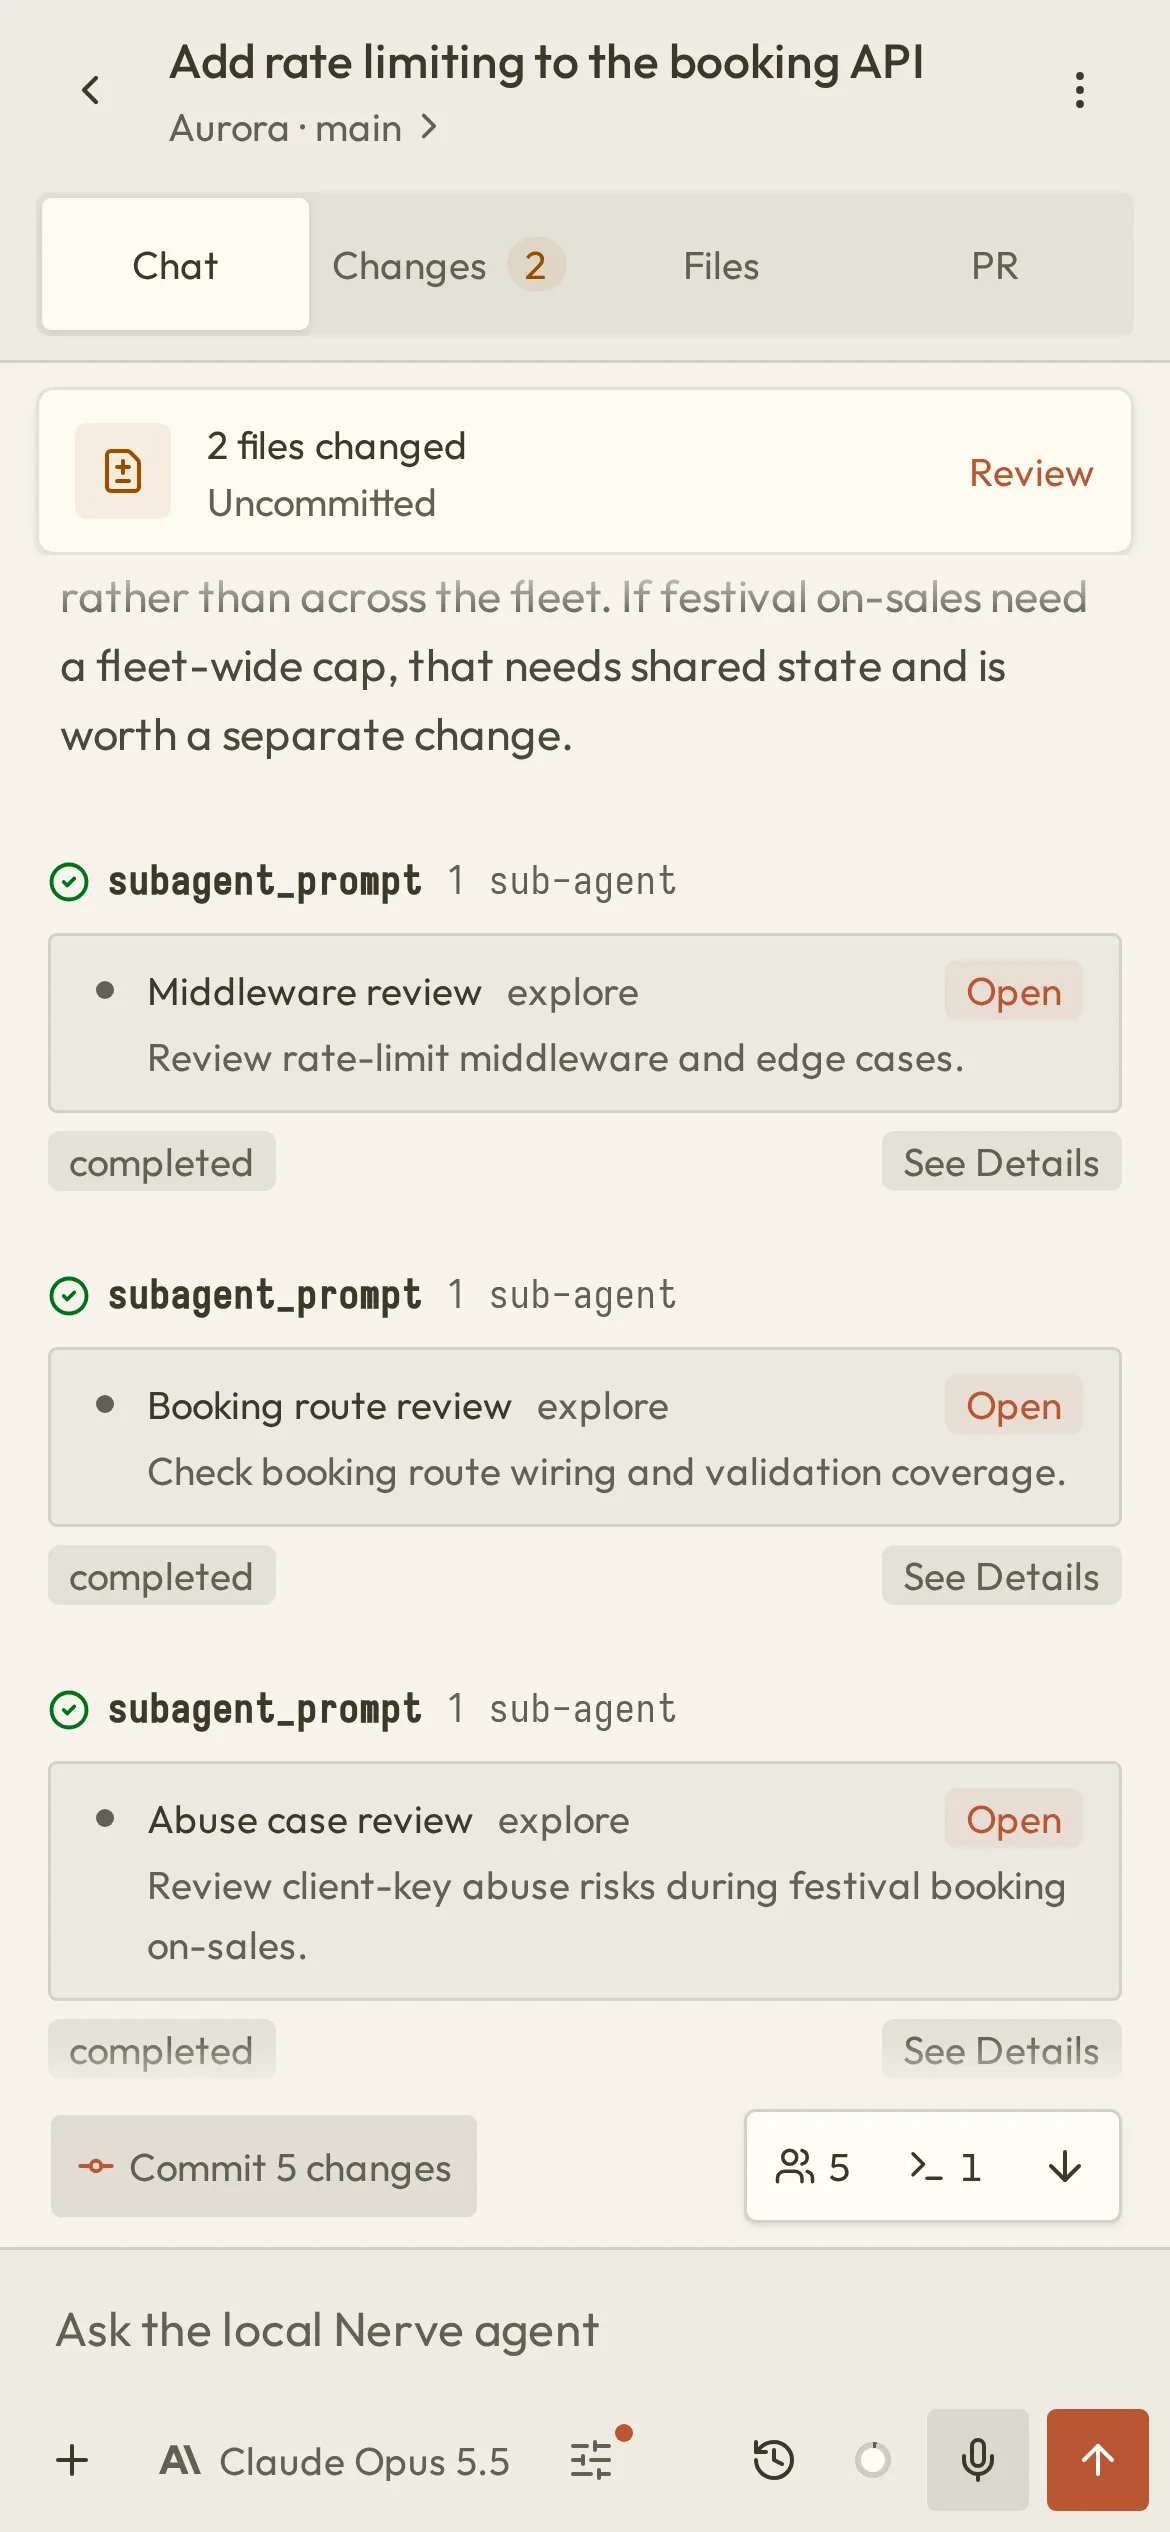 Add rate limiting to the booking API
Aurora · main
Chat
Changes 2
Files
PR
2 files changed
Uncommitted
Review
rather than across the fleet. If festival on-sales need
a fleet-wide cap, that needs shared state and is
worth a separate change.
subagent_prompt 1 sub-agent
Middleware review explore
Open
Review rate-limit middleware and edge cases.
completed
See Details
subagent_prompt 1 sub-agent
Booking route review explore
Open
Check booking route wiring and validation coverage.
completed
See Details
subagent_prompt 1 sub-agent
Abuse case review explore
Open
Review client-key abuse risks during festival booking
on-sales.
completed
See Details
Commit 5 changes
5
1
Ask the local Nerve agent
Claude Opus 5.5